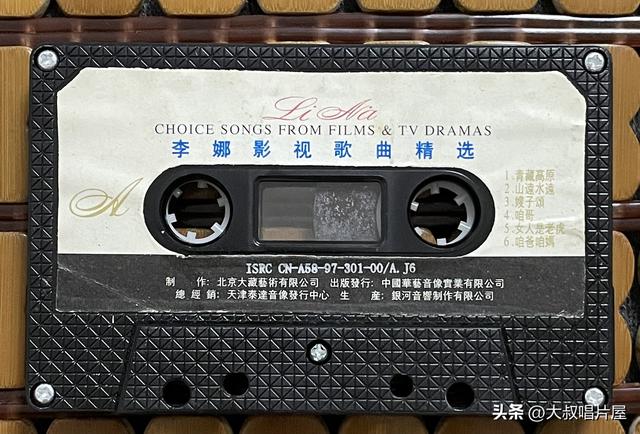 Li Na
CHOICE SONGS FROM FILMS & TV DRAMAS
李娜影视歌曲精选
A
1.青藏高原
2.山遠水遠
3.嫂子頌
4.咱哥
5.女人是老虎
6.咱爸咱媽
ISRC CN-A58-97-301-00/A.J6
制 作:北京大藏藝術有限公司 出版發行:中國華藝音像實業有限公司
總經銷:天津泰達音像發行中心 生 産:銀河音響制作有限公司
头条 @大叔唱片屋